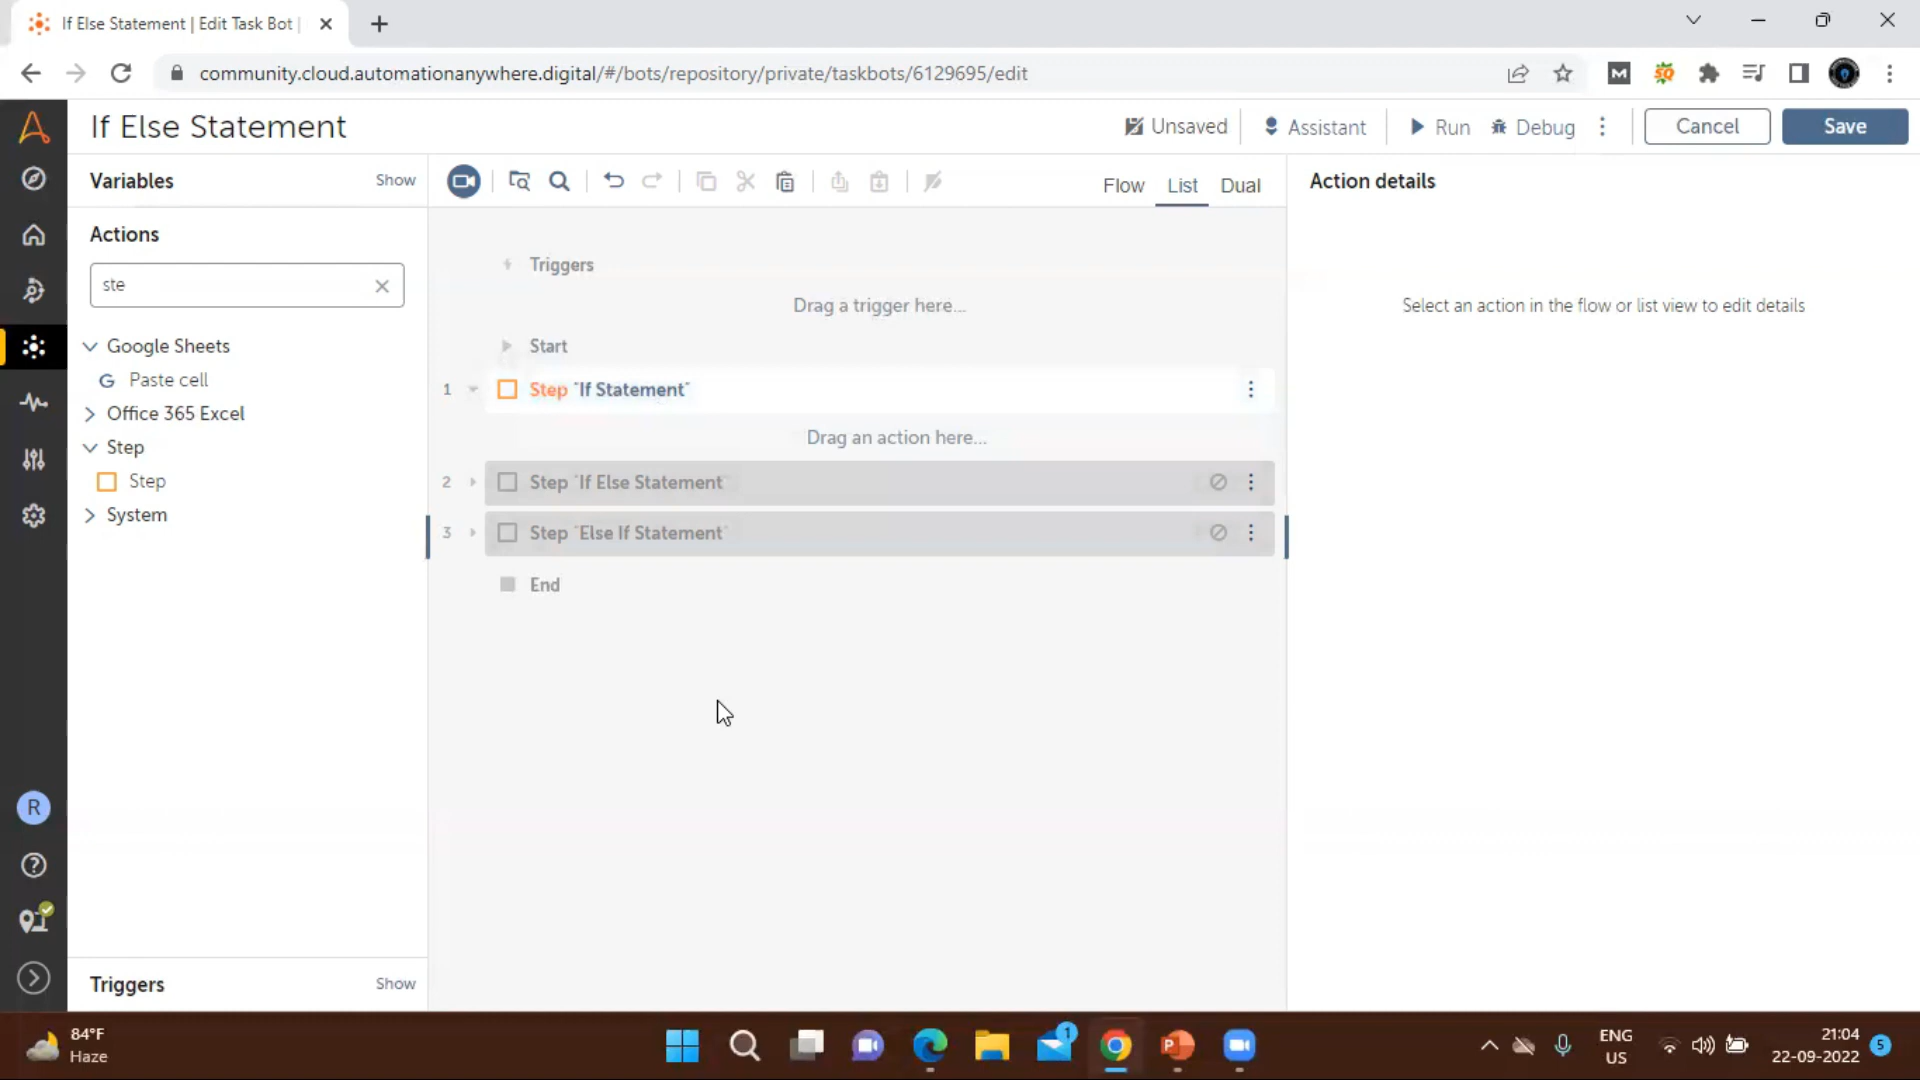 If Else Statement | Edit Task Bot |
community.cloud.automationanywhere.digital/#/bots/repository/private/taskbots/6129695/edit
If Else Statement
Unsaved
Assistant
Run
Debug
Cancel
Save
Variables
Show
Flow
List
Dual
Action details
Actions
ste
Google Sheets
G Paste cell
Office 365 Excel
Step
Step
System
Triggers
Drag a trigger here...
Start
1 Step "If Statement"
Drag an action here...
2 Step "If Else Statement"
3 Step "Else If Statement"
End
Select an action in the flow or list view to edit details
R
Triggers
Show
84°F
Haze
1
ENG
US
21:04
22-09-2022
5